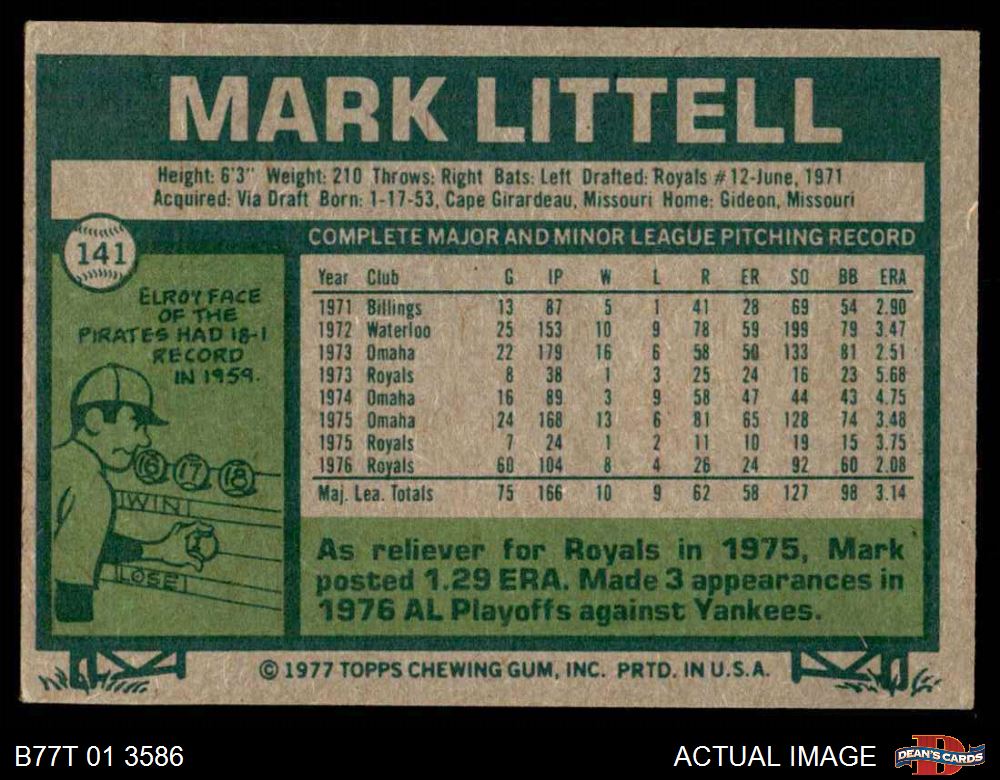 MARK LITTELL
Height: 6'3" Weight: 210 Throws: Right Bats: Left Drafted: Royals #12-June, 1971
Acquired: Via Draft Born: 1-17-53, Cape Girardeau, Missouri Home: Gideon, Missouri
141
ELROY FACE
OF THE
PIRATES HAD 18-1
RECORD
IN 1959.
16 17 18
WIN
LOSE
COMPLETE MAJOR AND MINOR LEAGUE PITCHING RECORD
Year Club G IP W L R ER SO BB ERA
1971 Billings 13 87 5 1 41 28 69 54 2.90
1972 Waterloo 25 153 10 9 78 59 199 79 3.47
1973 Omaha 22 179 16 6 58 50 133 81 2.51
1973 Royals 8 38 1 3 25 24 16 23 5.68
1974 Omaha 16 89 3 9 58 47 44 43 4.75
1975 Omaha 24 168 13 6 81 65 128 74 3.48
1975 Royals 7 24 1 2 11 10 19 15 3.75
1976 Royals 60 104 8 4 26 24 92 60 2.08
Maj. Lea. Totals 75 166 10 9 62 58 127 98 3.14
As reliever for Royals in 1975, Mark
posted 1.29 ERA. Made 3 appearances in
1976 AL Playoffs against Yankees.
© 1977 TOPPS CHEWING GUM, INC. PRTD. IN U.S.A.
B77T 01 3586
ACTUAL IMAGE
D
DEAN'S CARDS